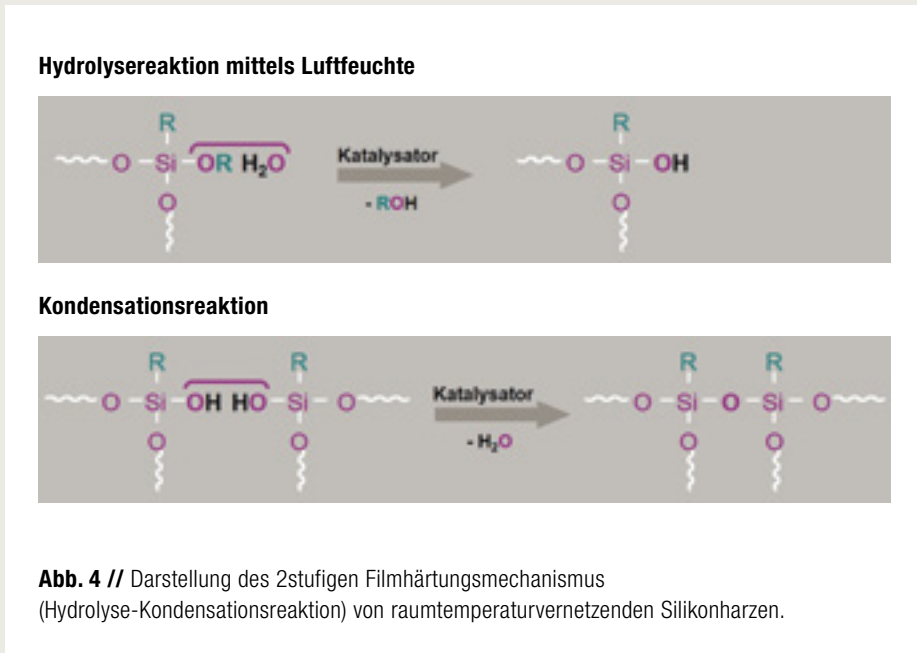 Hydrolysereaktion mittels Luftfeuchte
R
O Si OR H₂O
O
Katalysator
- ROH
R
O Si OH
O
Kondensationsreaktion
R R
O Si OH HO Si O
O O
Katalysator
- H₂O
R R
O Si O Si O
O O
Abb. 4 // Darstellung des 2stufigen Filmhärtungsmechanismus
(Hydrolyse-Kondensationsreaktion) von raumtemperaturvernetzenden Silikonharzen.